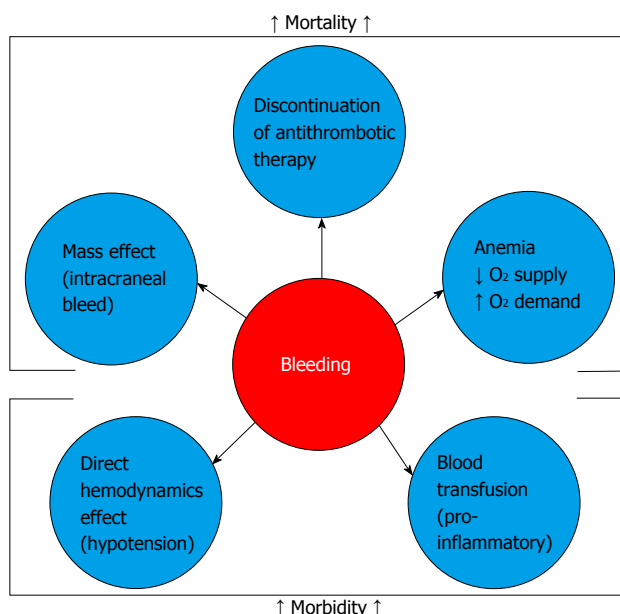 ↑ Mortality ↑
Discontinuation
of antithrombotic
therapy
Mass effect
(intracraneal
bleed)
Anemia
↓ O₂ supply
↑ O₂ demand
Bleeding
Direct
hemodynamics
effect
(hypotension)
Blood
transfusion
(pro-
inflammatory)
↑ Morbidity ↑